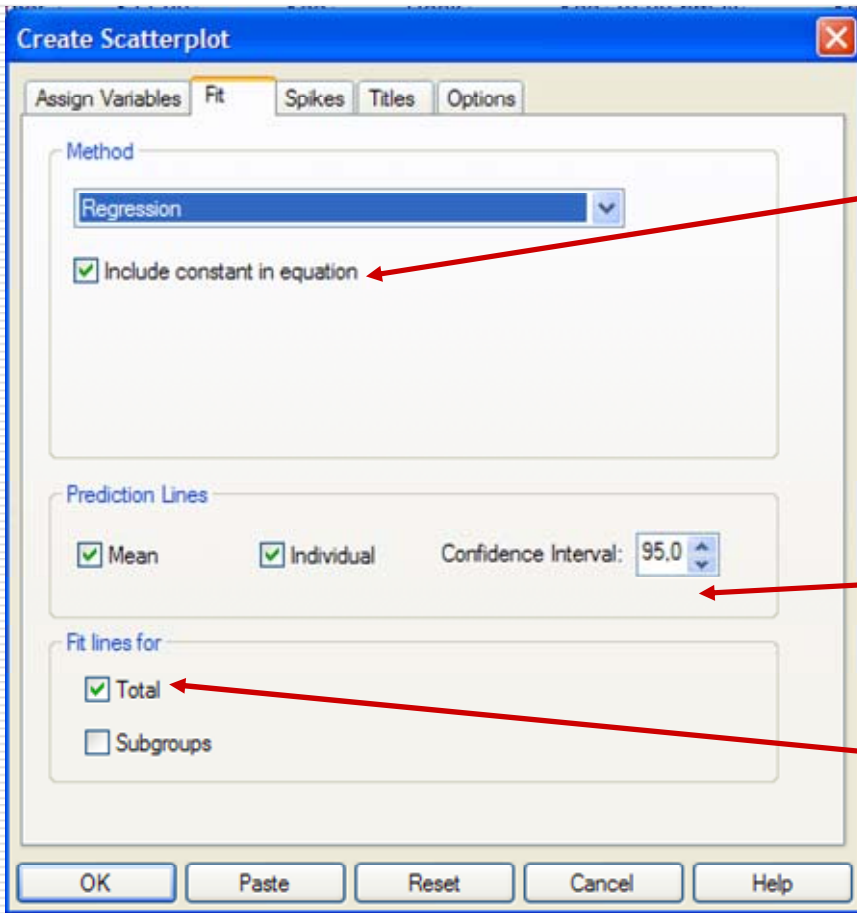 Create Scatterplot
Assign Variables Fit Spikes Titles Options
Method
Regression
Include constant in equation
Prediction Lines
Mean Individual Confidence Interval: 95,0
Fit lines for
Total
Subgroups
OK Paste Reset Cancel Help